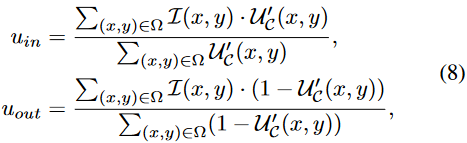 u_{in} = \frac{\sum_{(x,y)\in\Omega} \mathcal{I}(x,y) \cdot \mathcal{U}'_{\mathcal{C}}(x,y)}{\sum_{(x,y)\in\Omega} \mathcal{U}'_{\mathcal{C}}(x,y)},
u_{out} = \frac{\sum_{(x,y)\in\Omega} \mathcal{I}(x,y) \cdot (1 - \mathcal{U}'_{\mathcal{C}}(x,y))}{\sum_{(x,y)\in\Omega} (1 - \mathcal{U}'_{\mathcal{C}}(x,y))},
(8)